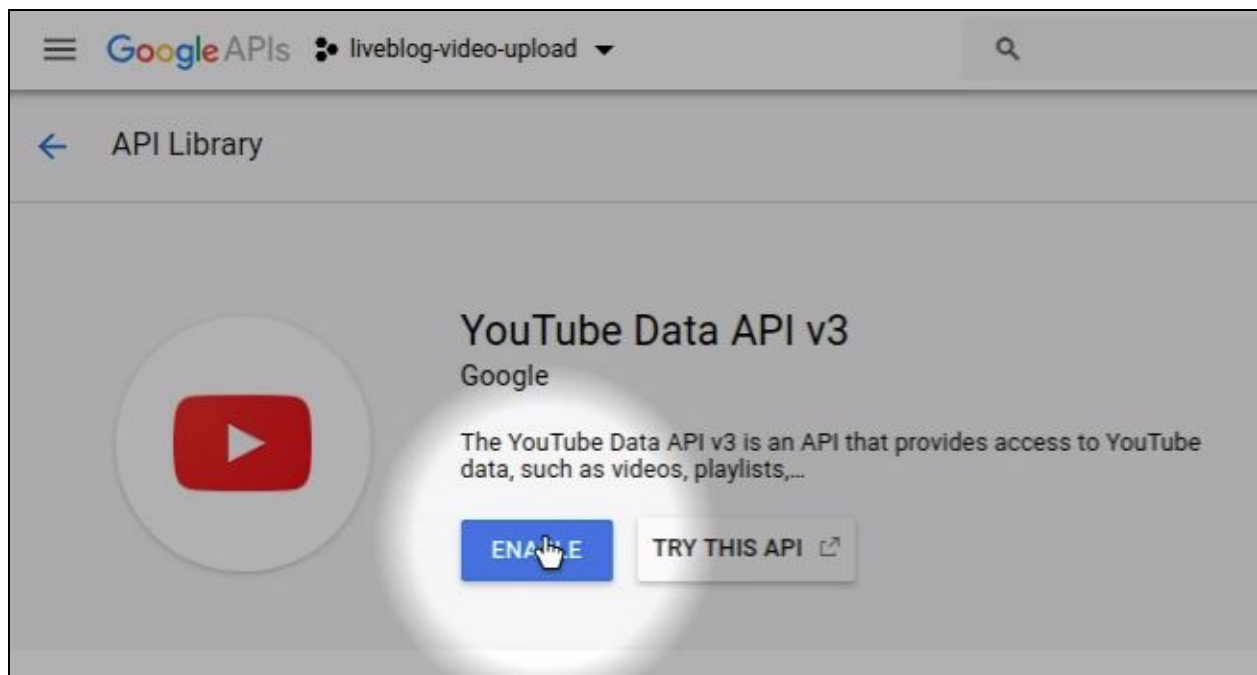 Google APIs liveblog-video-upload
API Library
YouTube Data API v3
Google
The YouTube Data API v3 is an API that provides access to YouTube
data, such as videos, playlists,...
ENABLE TRY THIS API